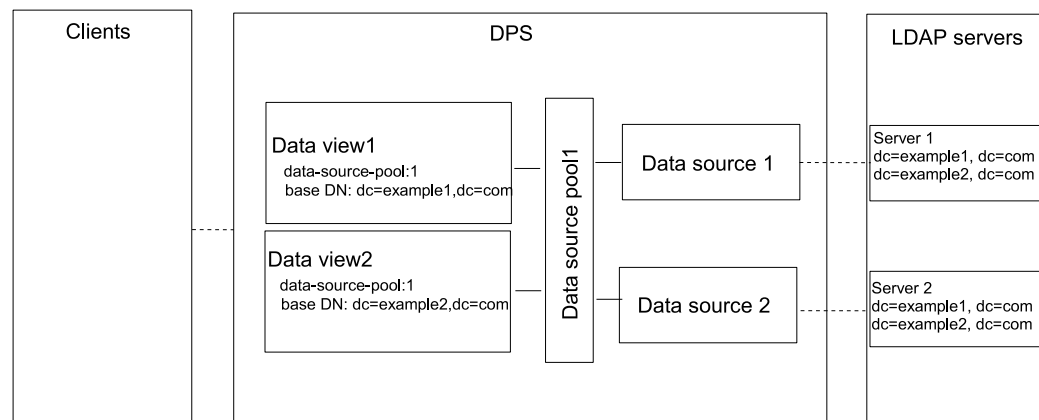 Clients
DPS
LDAP servers
Data view1
data-source-pool:1
base DN: dc=example1,dc=com
Data view2
data-source-pool:1
base DN: dc=example2,dc=com
Data source pool1
Data source 1
Data source 2
Server 1
dc=example1, dc=com
dc=example2, dc=com
Server 2
dc=example1, dc=com
dc=example2, dc=com